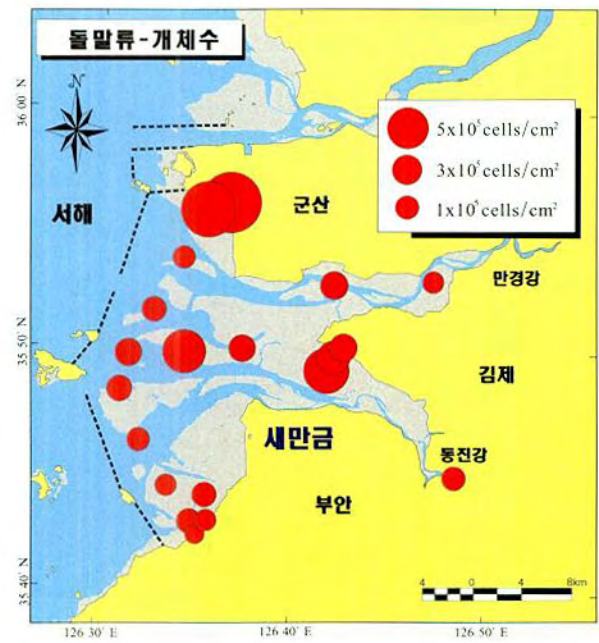 돌말류-개체수
N
5x10⁵cells/cm²
3x10⁵cells/cm²
1x10⁵cells/cm²
서해
군산
만경강
김제
새만금
동진강
부안
36 00 N
35 50 N
35 40 N
4 0 4 8km
126 30 E 126 40 E 126 50 E